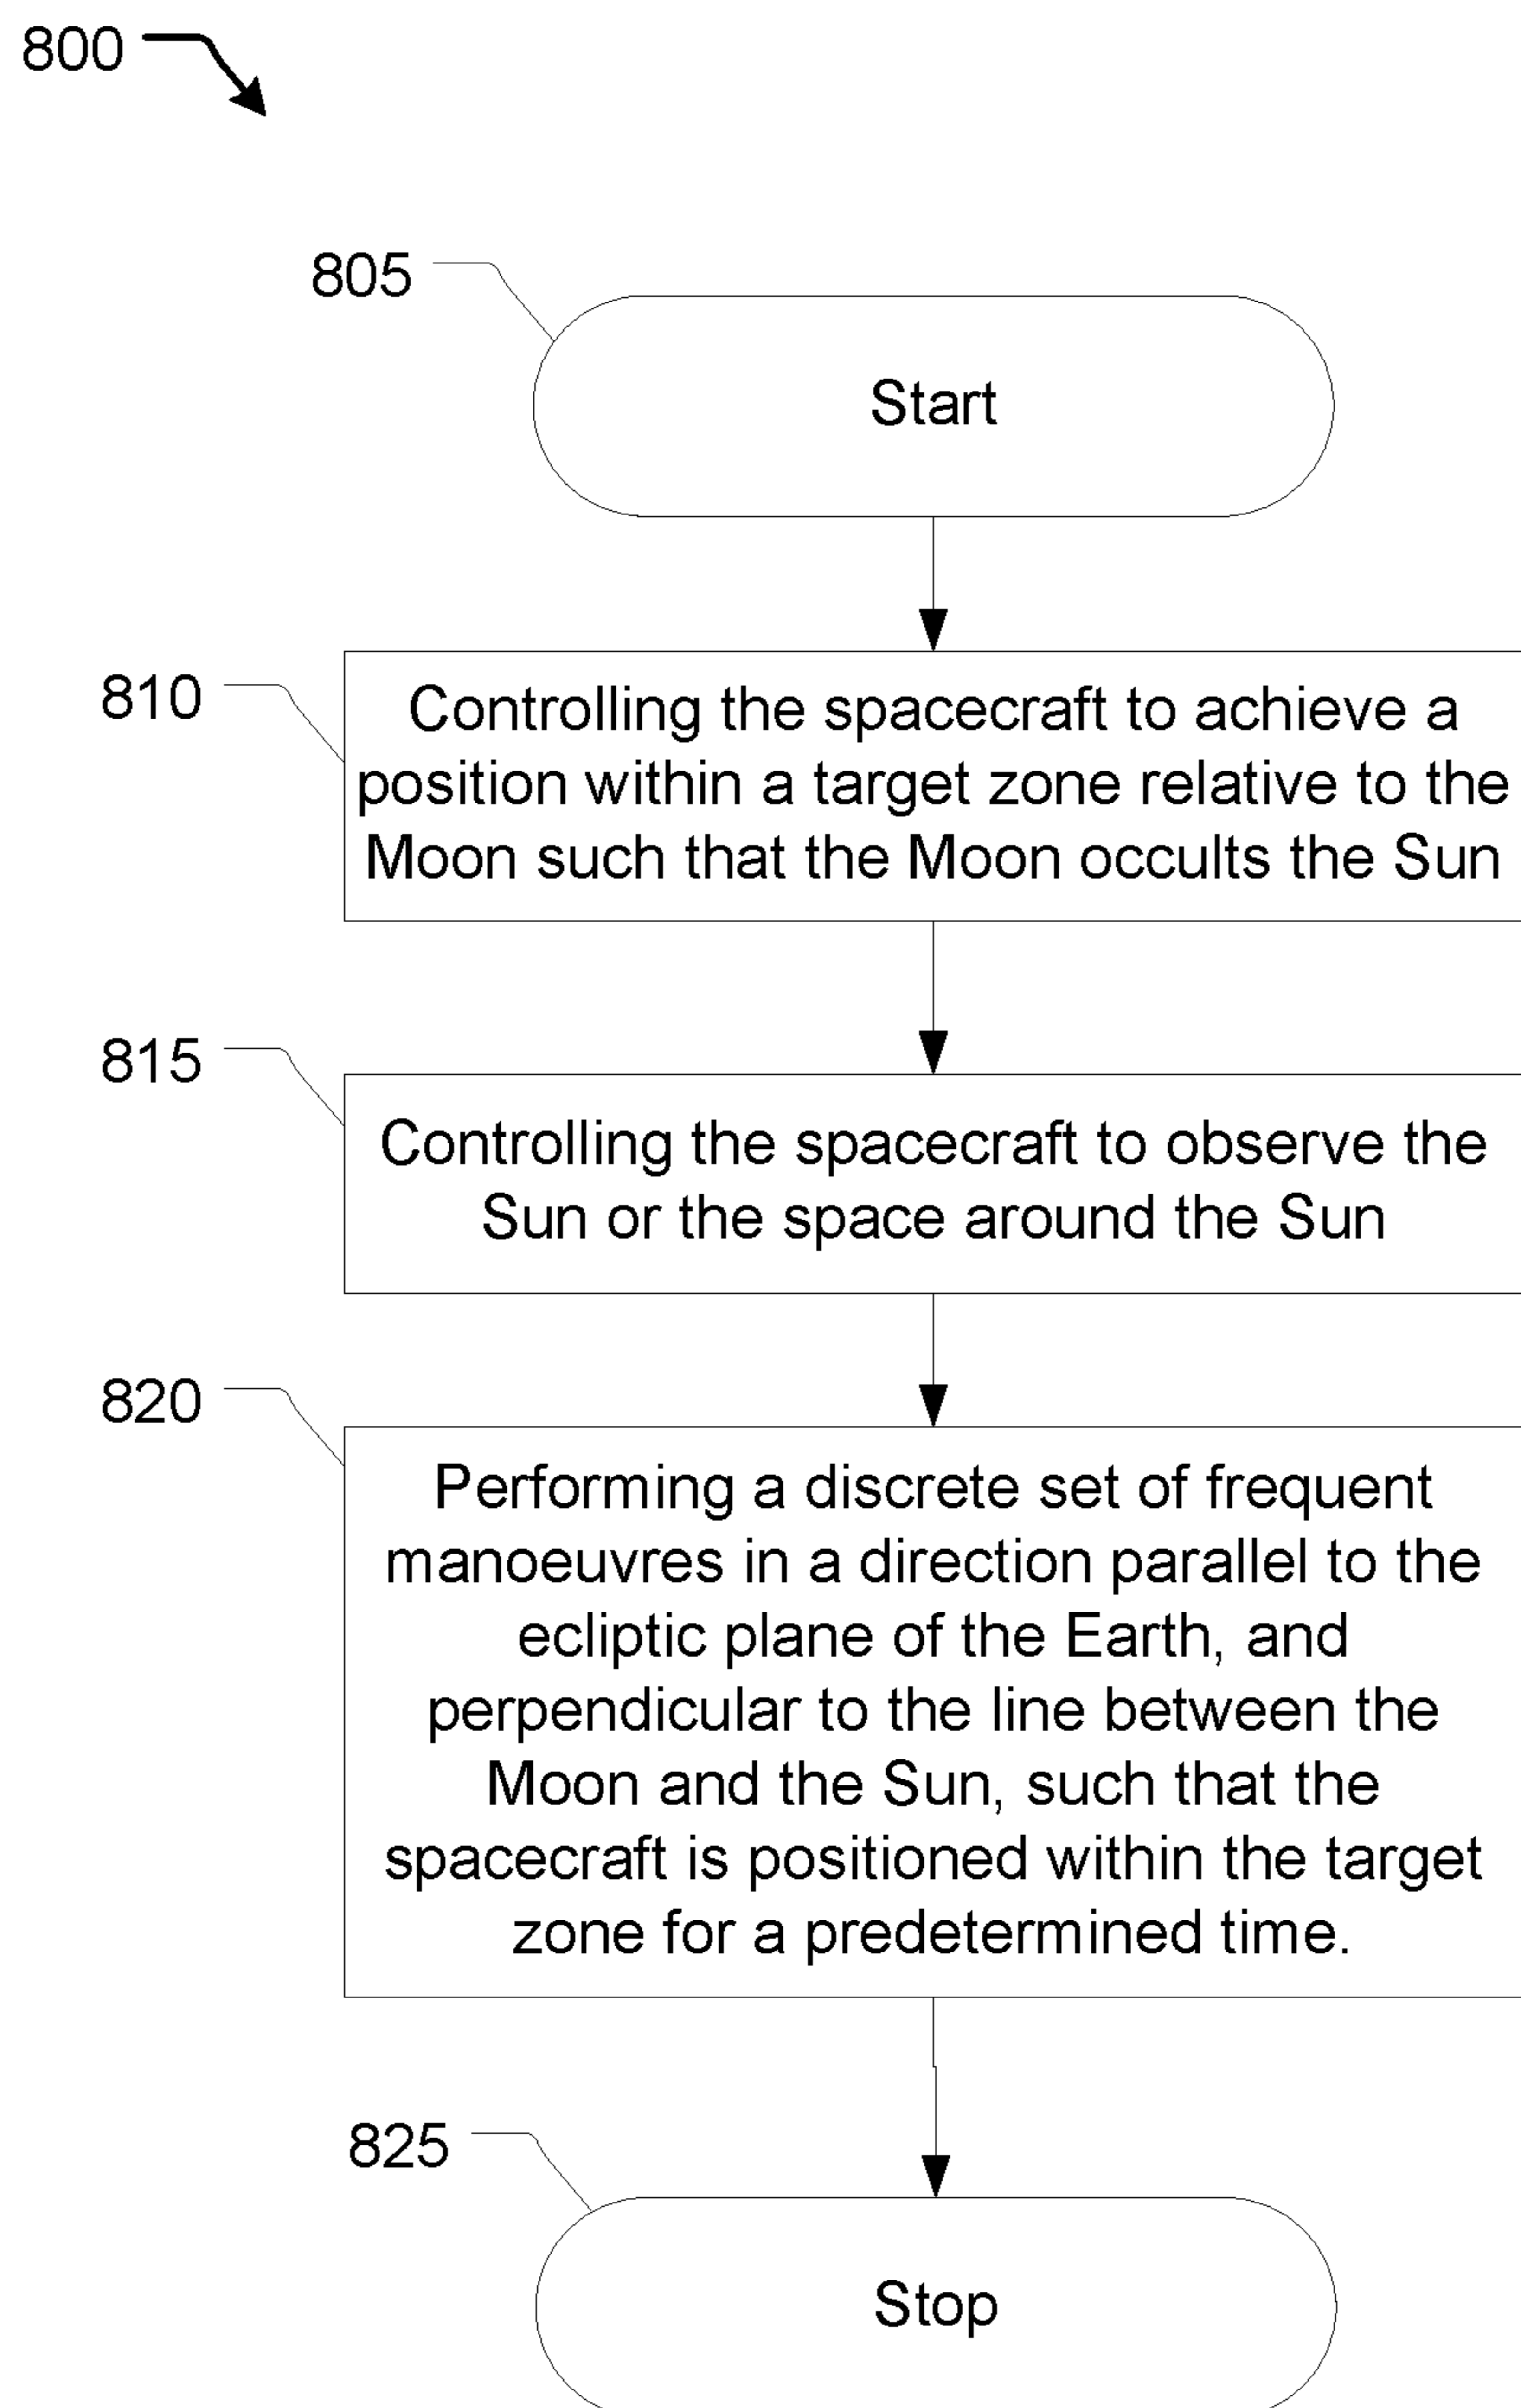 800
805
Start
810
Controlling the spacecraft to achieve a
position within a target zone relative to the
Moon such that the Moon occults the Sun
815
Controlling the spacecraft to observe the
Sun or the space around the Sun
820
Performing a discrete set of frequent
manoeuvres in a direction parallel to the
ecliptic plane of the Earth, and
perpendicular to the line between the
Moon and the Sun, such that the
spacecraft is positioned within the target
zone for a predetermined time.
825
Stop